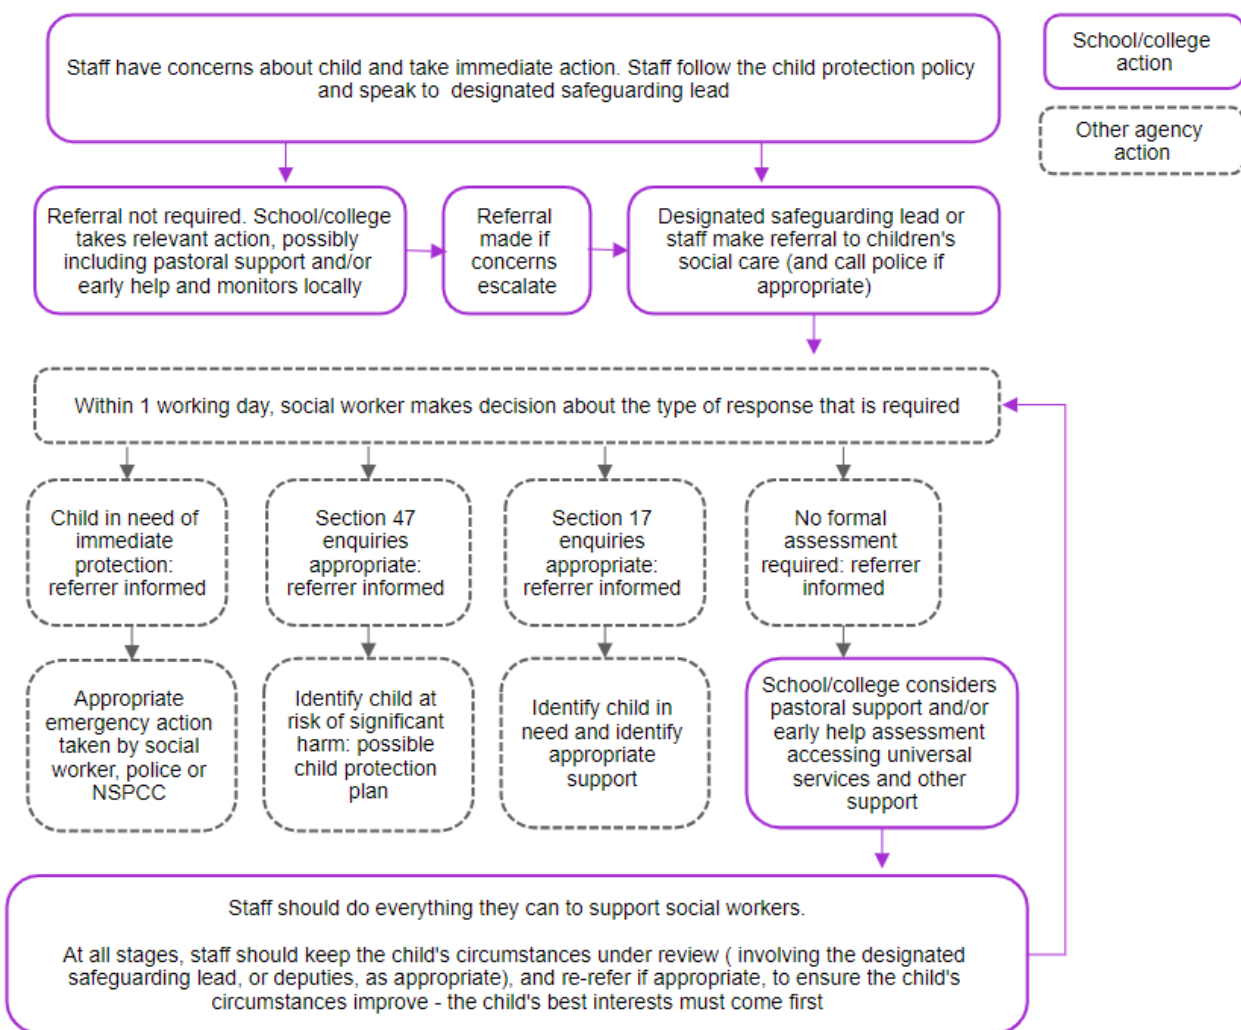 Staff have concerns about child and take immediate action. Staff follow the child protection policy
and speak to designated safeguarding lead
School/college
action
Other agency
action
Referral not required. School/college
takes relevant action, possibly
including pastoral support and/or
early help and monitors locally
Referral
made if
concerns
escalate
Designated safeguarding lead or
staff make referral to children's
social care (and call police if
appropriate)
Within 1 working day, social worker makes decision about the type of response that is required
Child in need of
immediate
protection:
referrer informed
Section 47
enquiries
appropriate:
referrer informed
Section 17
enquiries
appropriate:
referrer informed
No formal
assessment
required: referrer
informed
Appropriate
emergency action
taken by social
worker, police or
NSPCC
Identify child at
risk of significant
harm: possible
child protection
plan
Identify child in
need and identify
appropriate
support
School/college considers
pastoral support and/or
early help assessment
accessing universal
services and other
support
Staff should do everything they can to support social workers.
At all stages, staff should keep the child's circumstances under review ( involving the designated
safeguarding lead, or deputies, as appropriate), and re-refer if appropriate, to ensure the child's
circumstances improve - the child's best interests must come first